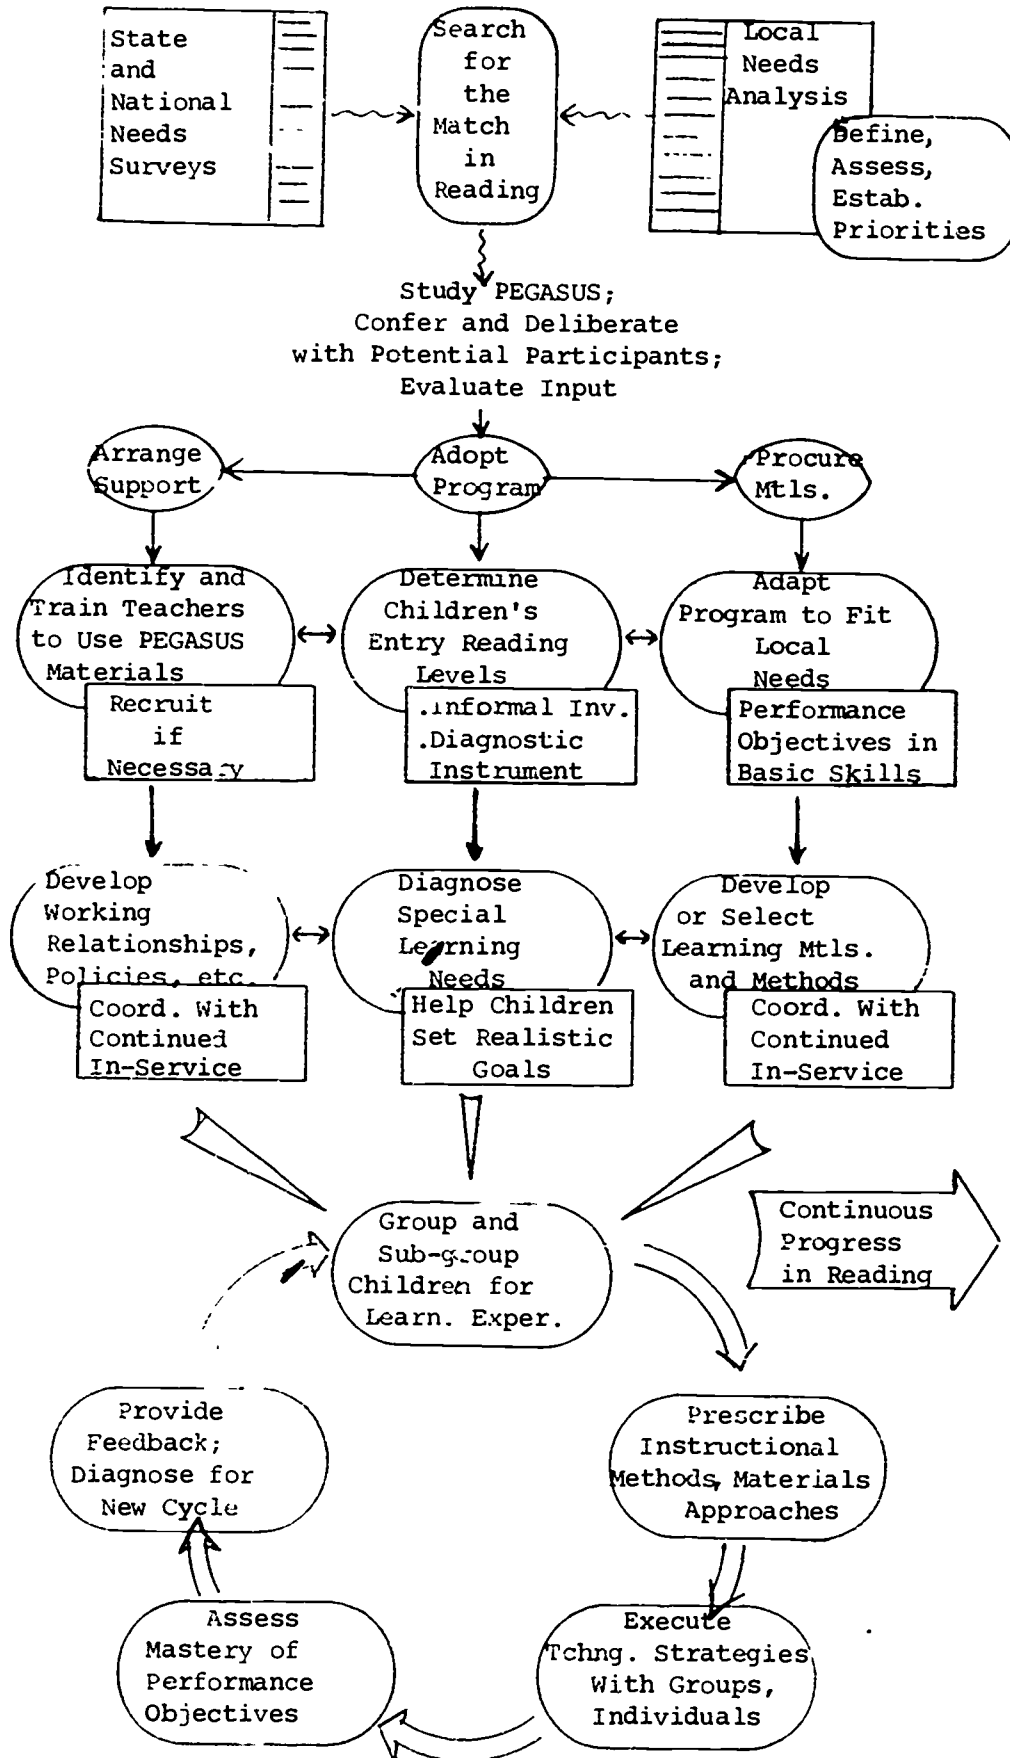 State
and
National
Needs
Surveys
Search
for
the
Match
in
Reading
Local
Needs
Analysis
Define,
Assess,
Estab.
Priorities
Study PEGASUS;
Confer and Deliberate
with Potential Participants;
Evaluate Input
Arrange
Support
Adopt
Program
Procure
Mtls.
Identify and
Train Teachers
to Use PEGASUS
Materials
Recruit
if
Necessary
Determine
Children's
Entry Reading
Levels
.Informal Inv.
.Diagnostic
Instrument
Adapt
Program to Fit
Local
Needs
Performance
Objectives in
Basic Skills
Develop
Working
Relationships,
Policies, etc.
Coord. With
Continued
In-Service
Diagnose
Special
Learning
Needs
Help Children
Set Realistic
Goals
Develop
or Select
Learning Mtls.
and Methods
Coord. With
Continued
In-Service
Group and
Sub-group
Children for
Learn. Exper.
Continuous
Progress
in Reading
Prescribe
Instructional
Methods, Materials
Approaches
Execute
Tchng. Strategies
With Groups,
Individuals
Assess
Mastery of
Performance
Objectives
Provide
Feedback;
Diagnose for
New Cycle